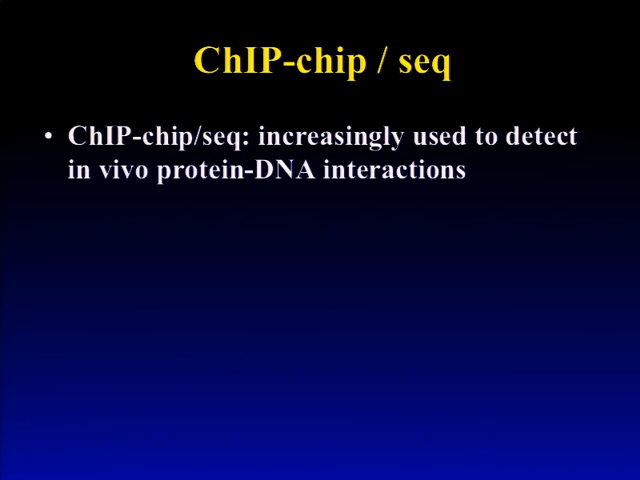 ChIP-chip / seq
• ChIP-chip/seq: increasingly used to detect
in vivo protein-DNA interactions